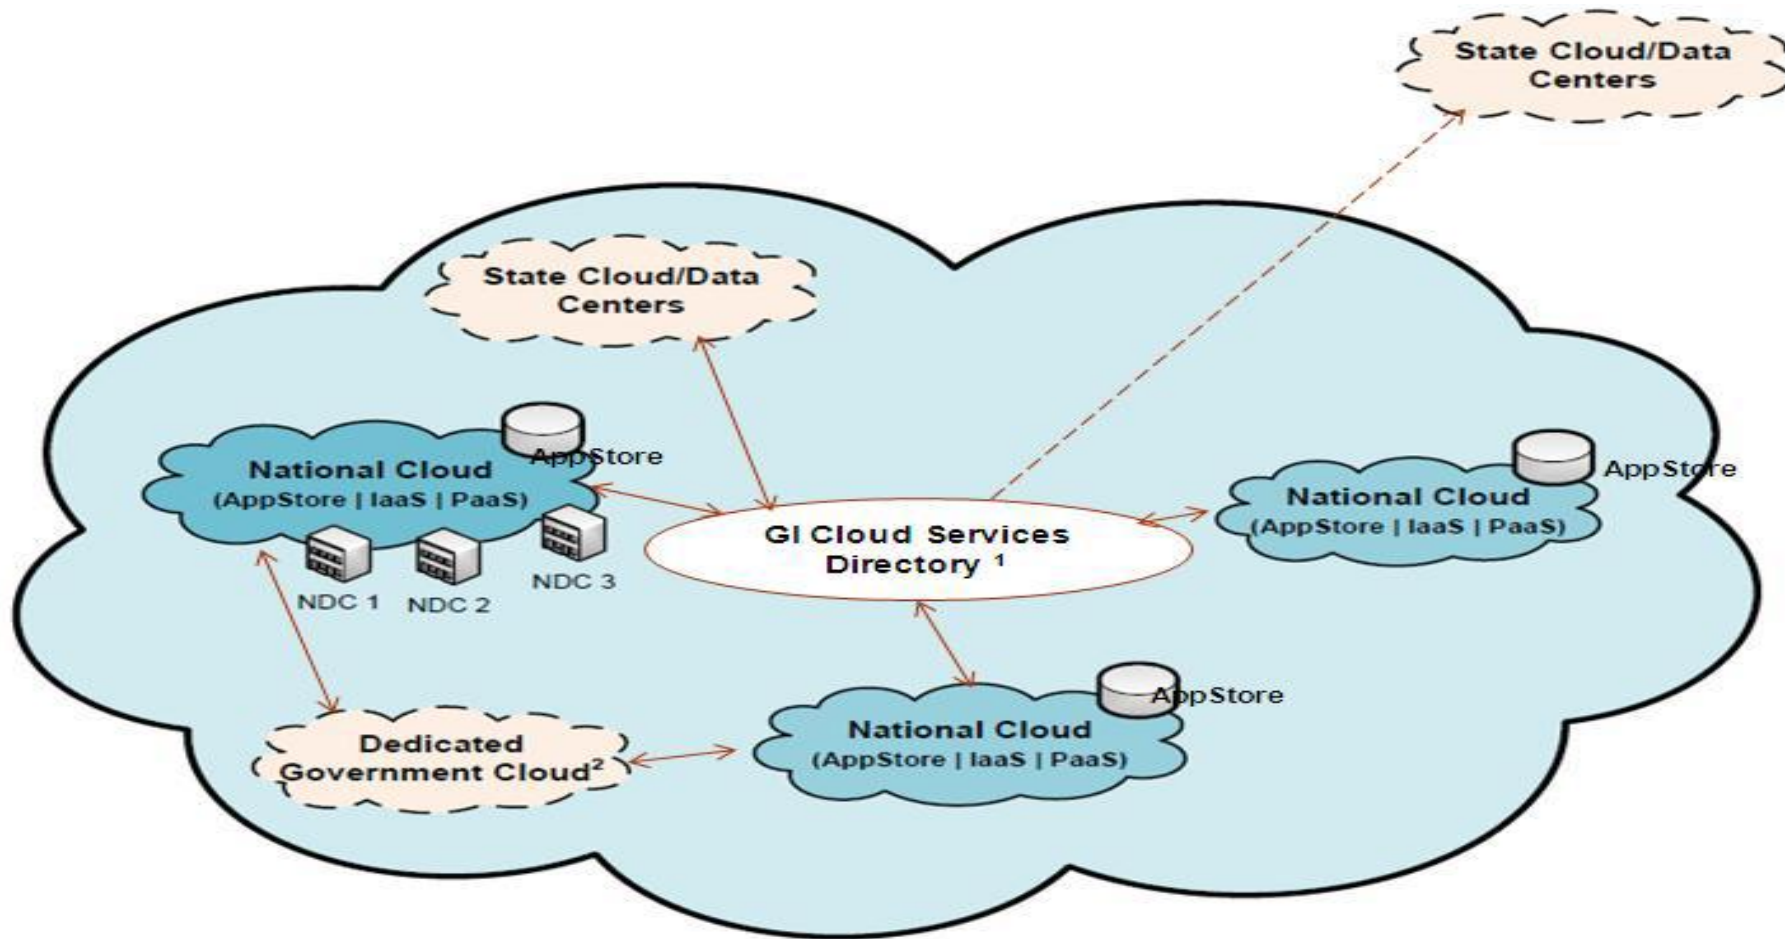 State Cloud/Data
Centers
State Cloud/Data
Centers
AppStore
National Cloud
(AppStore | IaaS | PaaS)
NDC 1
NDC 2
NDC 3
GI Cloud Services
Directory ¹
AppStore
National Cloud
(AppStore | IaaS | PaaS)
AppStore
National Cloud
(AppStore | IaaS | PaaS)
Dedicated
Government Cloud²